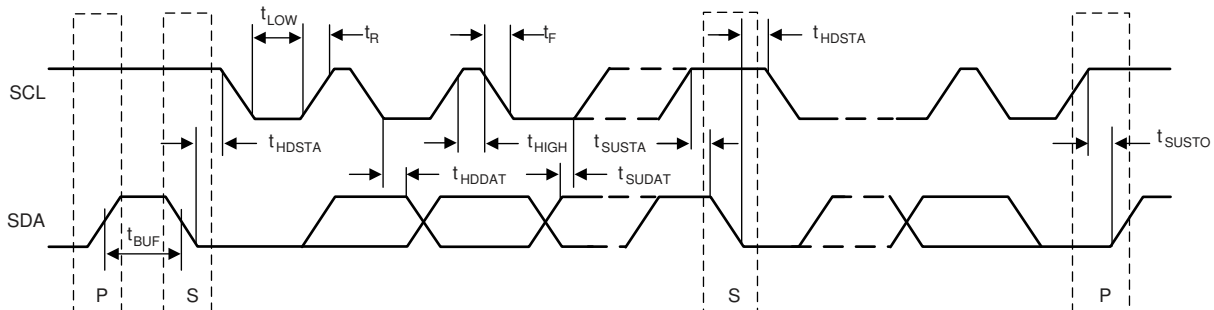 tLOW
tR
tF
tHDSTA
SCL
tHDSTA
tHIGH
tSUSTA
tSUSTO
tHDDAT
tSUDAT
SDA
tBUF
P
S
S
P